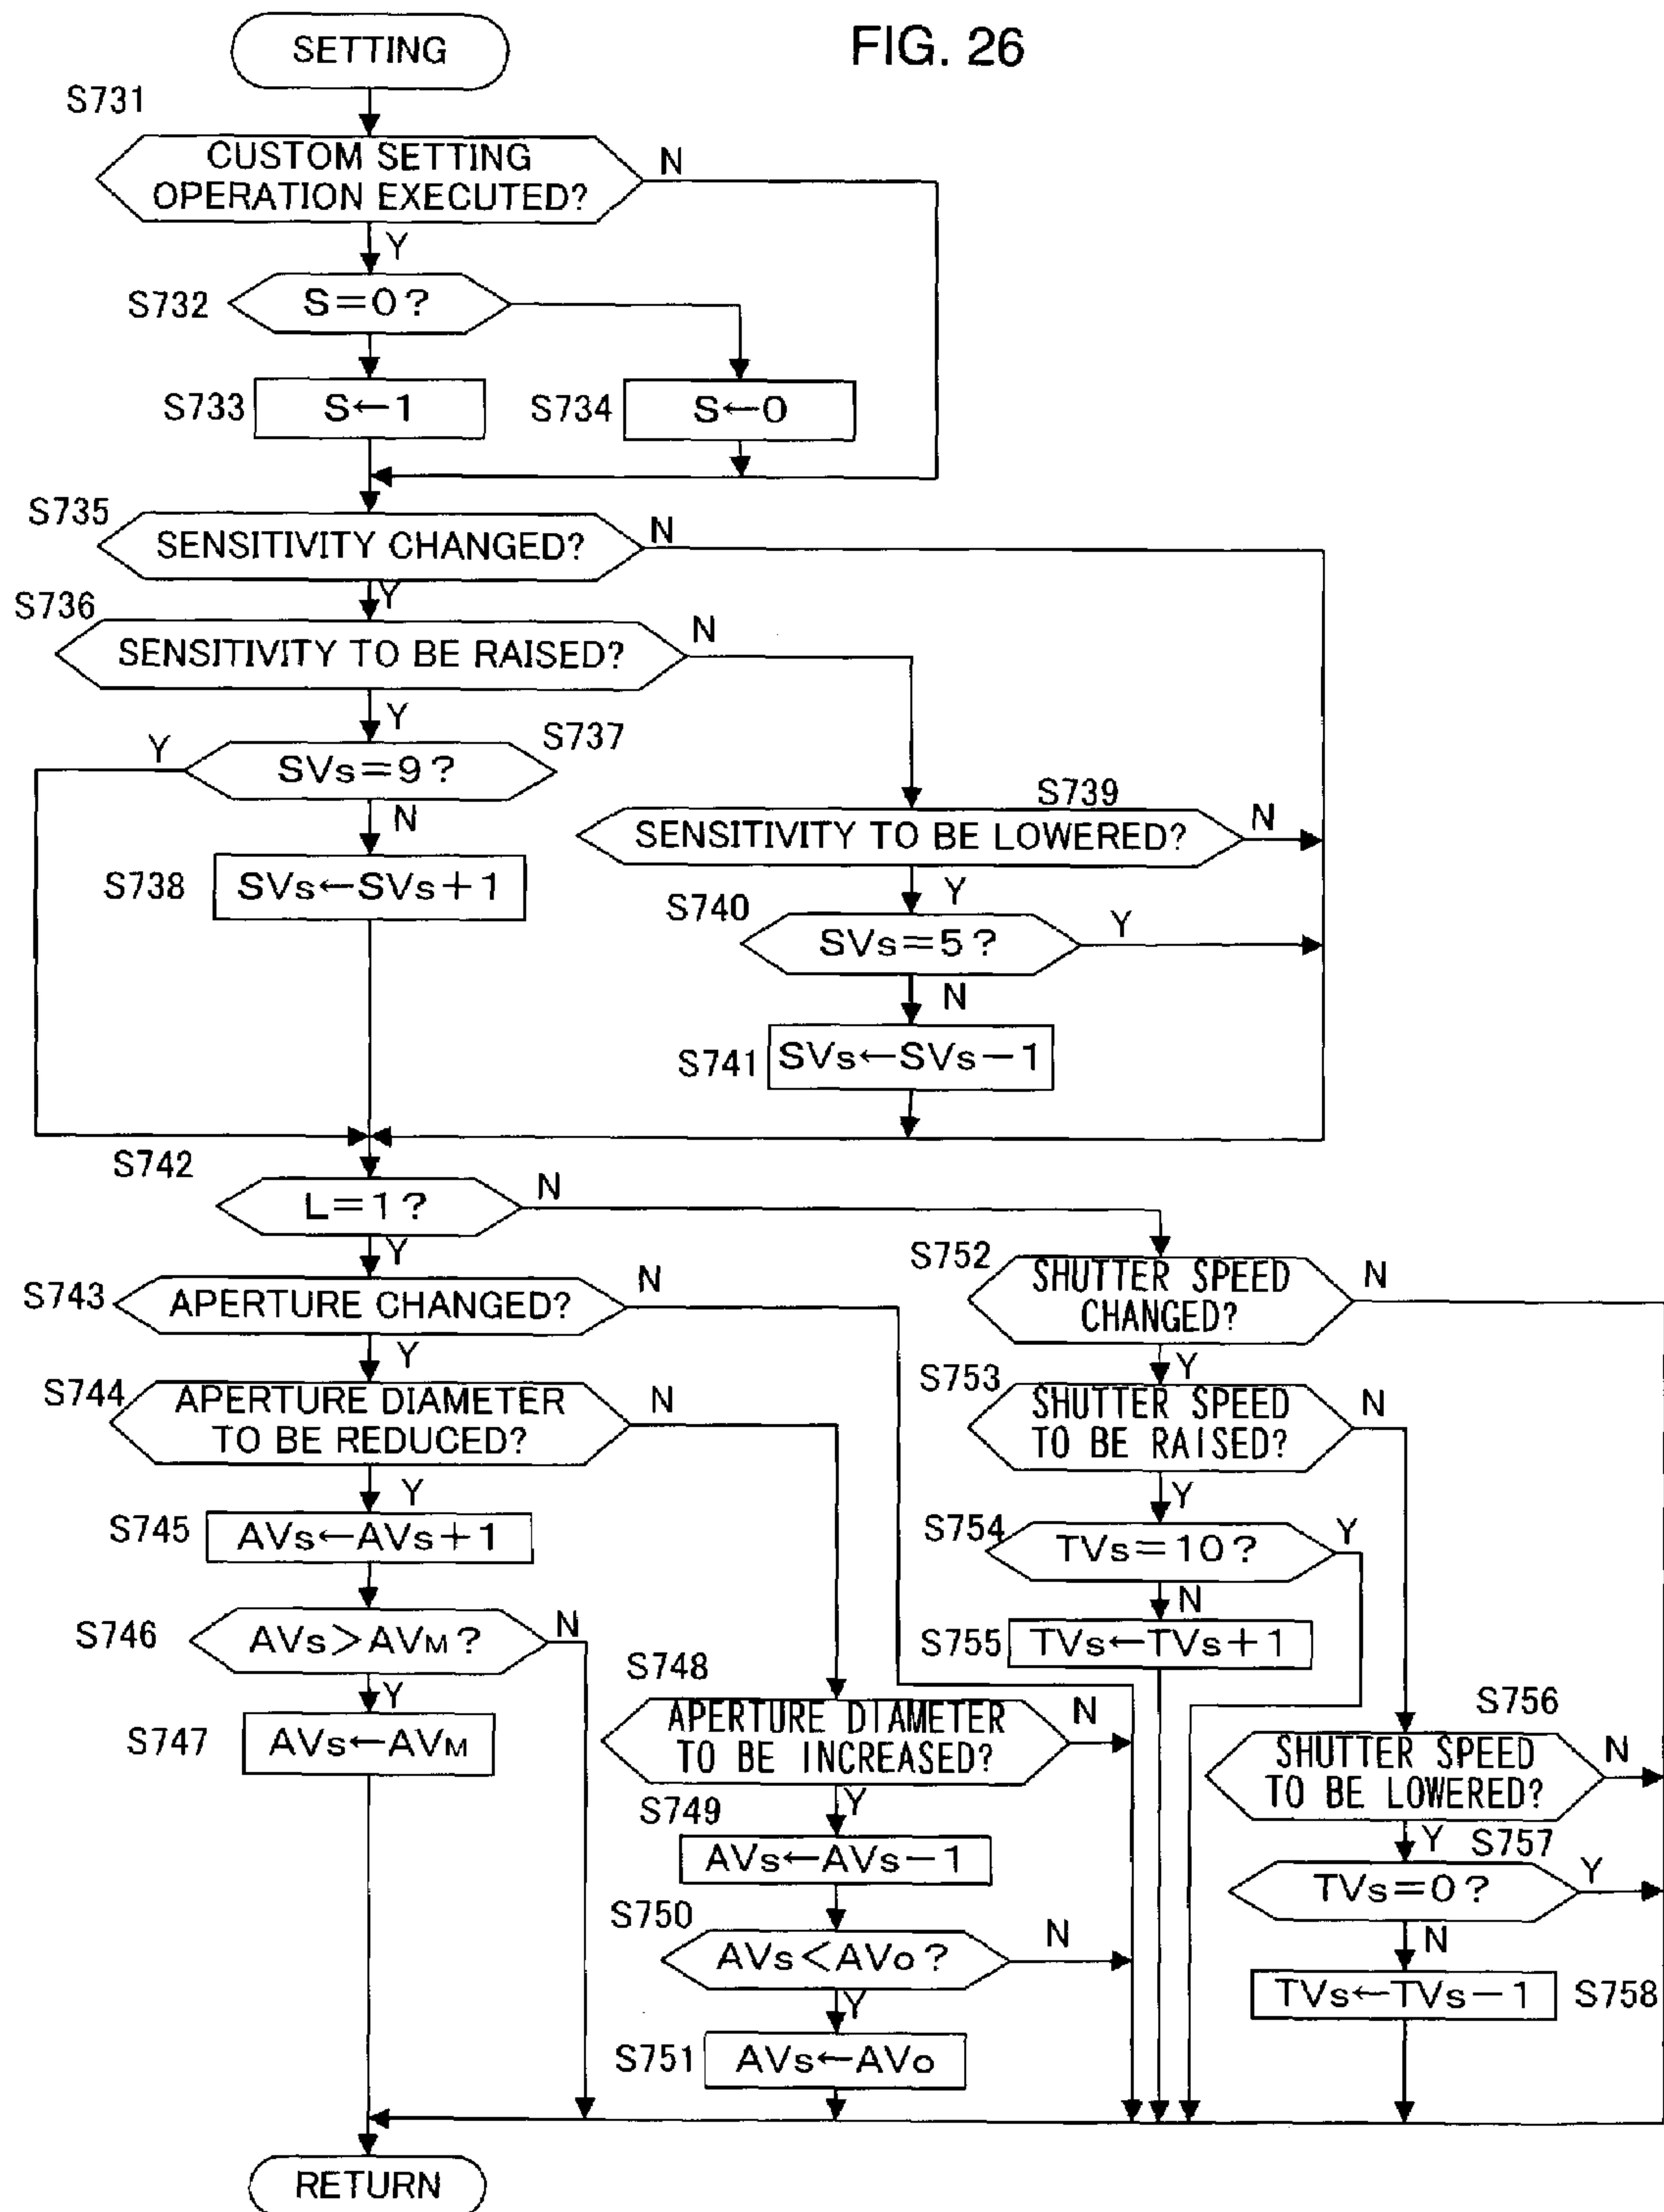 FIG. 26
SETTING
S731
CUSTOM SETTING
OPERATION EXECUTED?
N
Y
S732
S=0?
S733
S←1
S734
S←0
S735
SENSITIVITY CHANGED?
N
Y
S736
SENSITIVITY TO BE RAISED?
N
Y
S737
SVs=9?
Y
N
S738
SVs←SVs+1
S739
SENSITIVITY TO BE LOWERED?
N
Y
S740
SVs=5?
Y
N
S741
SVs←SVs-1
S742
L=1?
N
Y
S743
APERTURE CHANGED?
N
Y
S744
APERTURE DIAMETER
TO BE REDUCED?
N
Y
S745
AVs←AVs+1
S746
AVs>AVM?
N
Y
S747
AVs←AVM
S748
APERTURE DIAMETER
TO BE INCREASED?
N
Y
S749
AVs←AVs-1
S750
AVs<AVo?
N
Y
S751
AVs←AVo
S752
SHUTTER SPEED
CHANGED?
N
Y
S753
SHUTTER SPEED
TO BE RAISED?
N
Y
S754
TVs=10?
Y
N
S755
TVs←TVs+1
S756
SHUTTER SPEED
TO BE LOWERED?
N
Y
S757
TVs=0?
Y
N
TVs←TVs-1
S758
RETURN